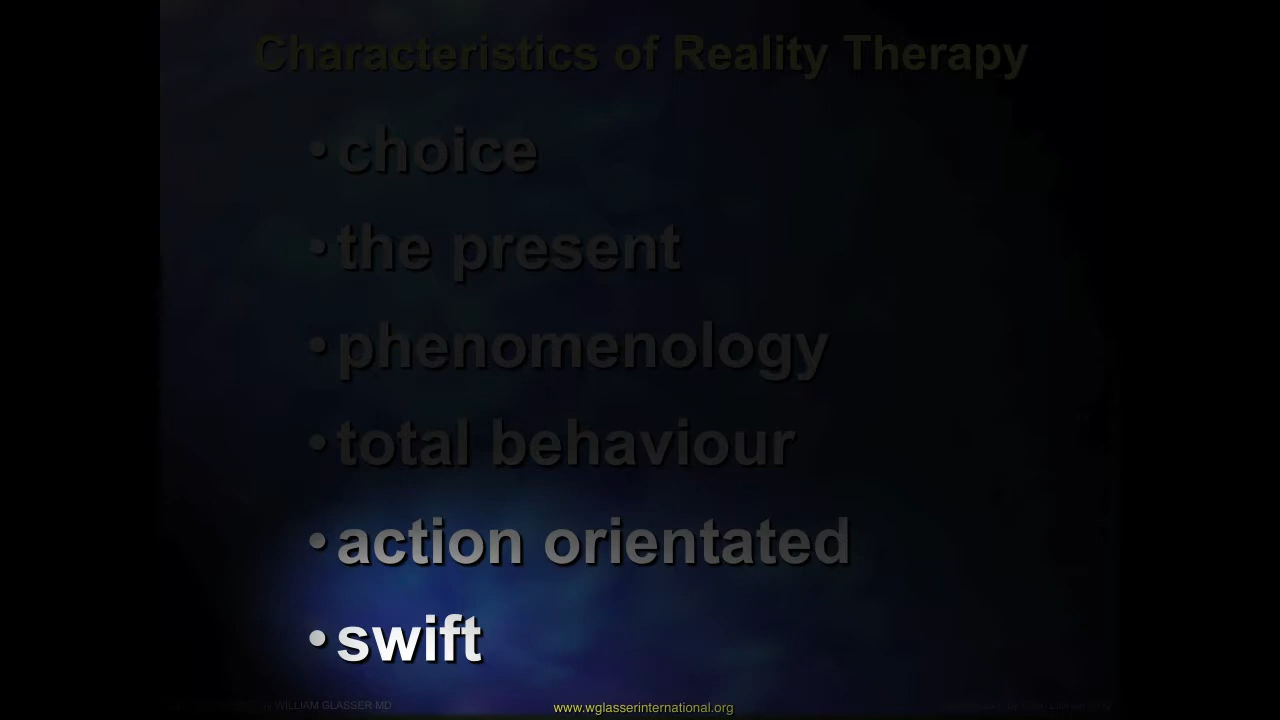 Characteristics of Reality Therapy
• choice
• the present
• phenomenology
• total behaviour
• action orientated
• swift
WILLIAM GLASSER MD
www.wglasserinternational.org